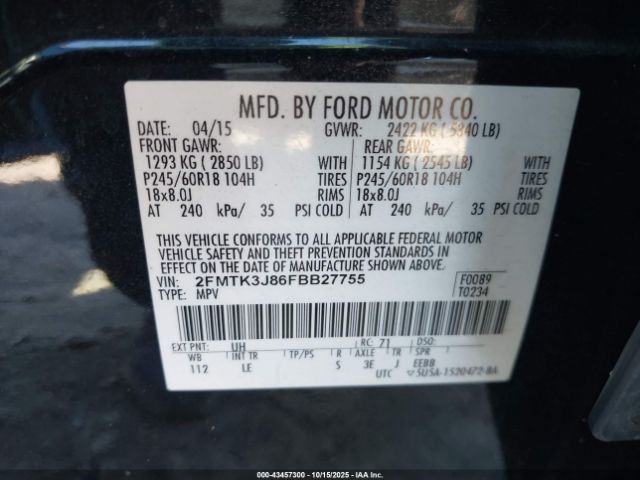 MFD. BY FORD MOTOR CO.
DATE: 04/15 GVWR: 2422 KG ( 5340 LB)
FRONT GAWR: REAR GAWR:
1293 KG ( 2850 LB) WITH 1154 KG ( 2545 LB) WITH
P245/60R18 104H TIRES P245/60R18 104H TIRES
18x8.0J RIMS 18x8.0J RIMS
AT 240 kPa/ 35 PSI COLD AT 240 kPa/ 35 PSI COLD
THIS VEHICLE CONFORMS TO ALL APPLICABLE FEDERAL MOTOR
VEHICLE SAFETY AND THEFT PREVENTION STANDARDS IN
EFFECT ON THE DATE OF MANUFACTURE SHOWN ABOVE.
VIN: 2FMTK3J86FBB27755 F0089
TYPE: MPV T0234
EXT PNT: UH RC: 71 DSO:
WB INT TR TP/PS R AXLE TR SPR
112 LE S 3E J EEBB
UTC 5U5A-1520472-BA
000-43457300 - 10/15/2025 - COPYRIGHT IAA, LLC.